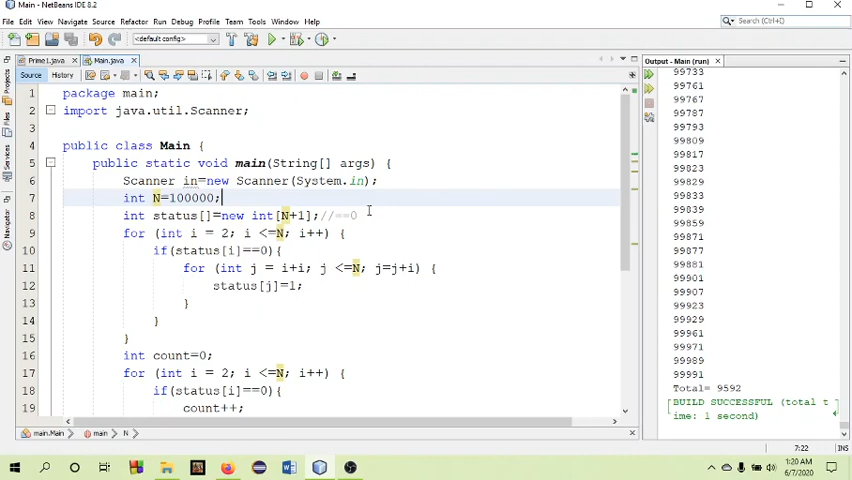 Main - NetBeans IDE 8.2
File Edit View Navigate Source Refactor Run Debug Profile Team Tools Window Help
Search (Ctrl+I)
<default config>
Prime1.java Main.java
Source History
Output - Main (run)
Projects
Files
Services
Navigator
1 package main;
2 import java.util.Scanner;
3
4 public class Main {
5 public static void main(String[] args) {
6 Scanner in=new Scanner(System.in);
7 int N=100000;
8 int status[]=new int[N+1];//==0
9 for (int i = 2; i <=N; i++) {
10 if(status[i]==0){
11 for (int j = i+i; j <=N; j=j+i) {
12 status[j]=1;
13 }
14 }
15 }
16 int count=0;
17 for (int i = 2; i <=N; i++) {
18 if(status[i]==0){
19 count++;
99733
99761
99767
99787
99793
99809
99817
99823
99829
99833
99839
99859
99871
99877
99881
99901
99907
99923
99929
99961
99971
99989
99991
Total= 9592
BUILD SUCCESSFUL (total t
ime: 1 second)
main.Main main N
7:22 INS
1:20 AM
6/7/2020